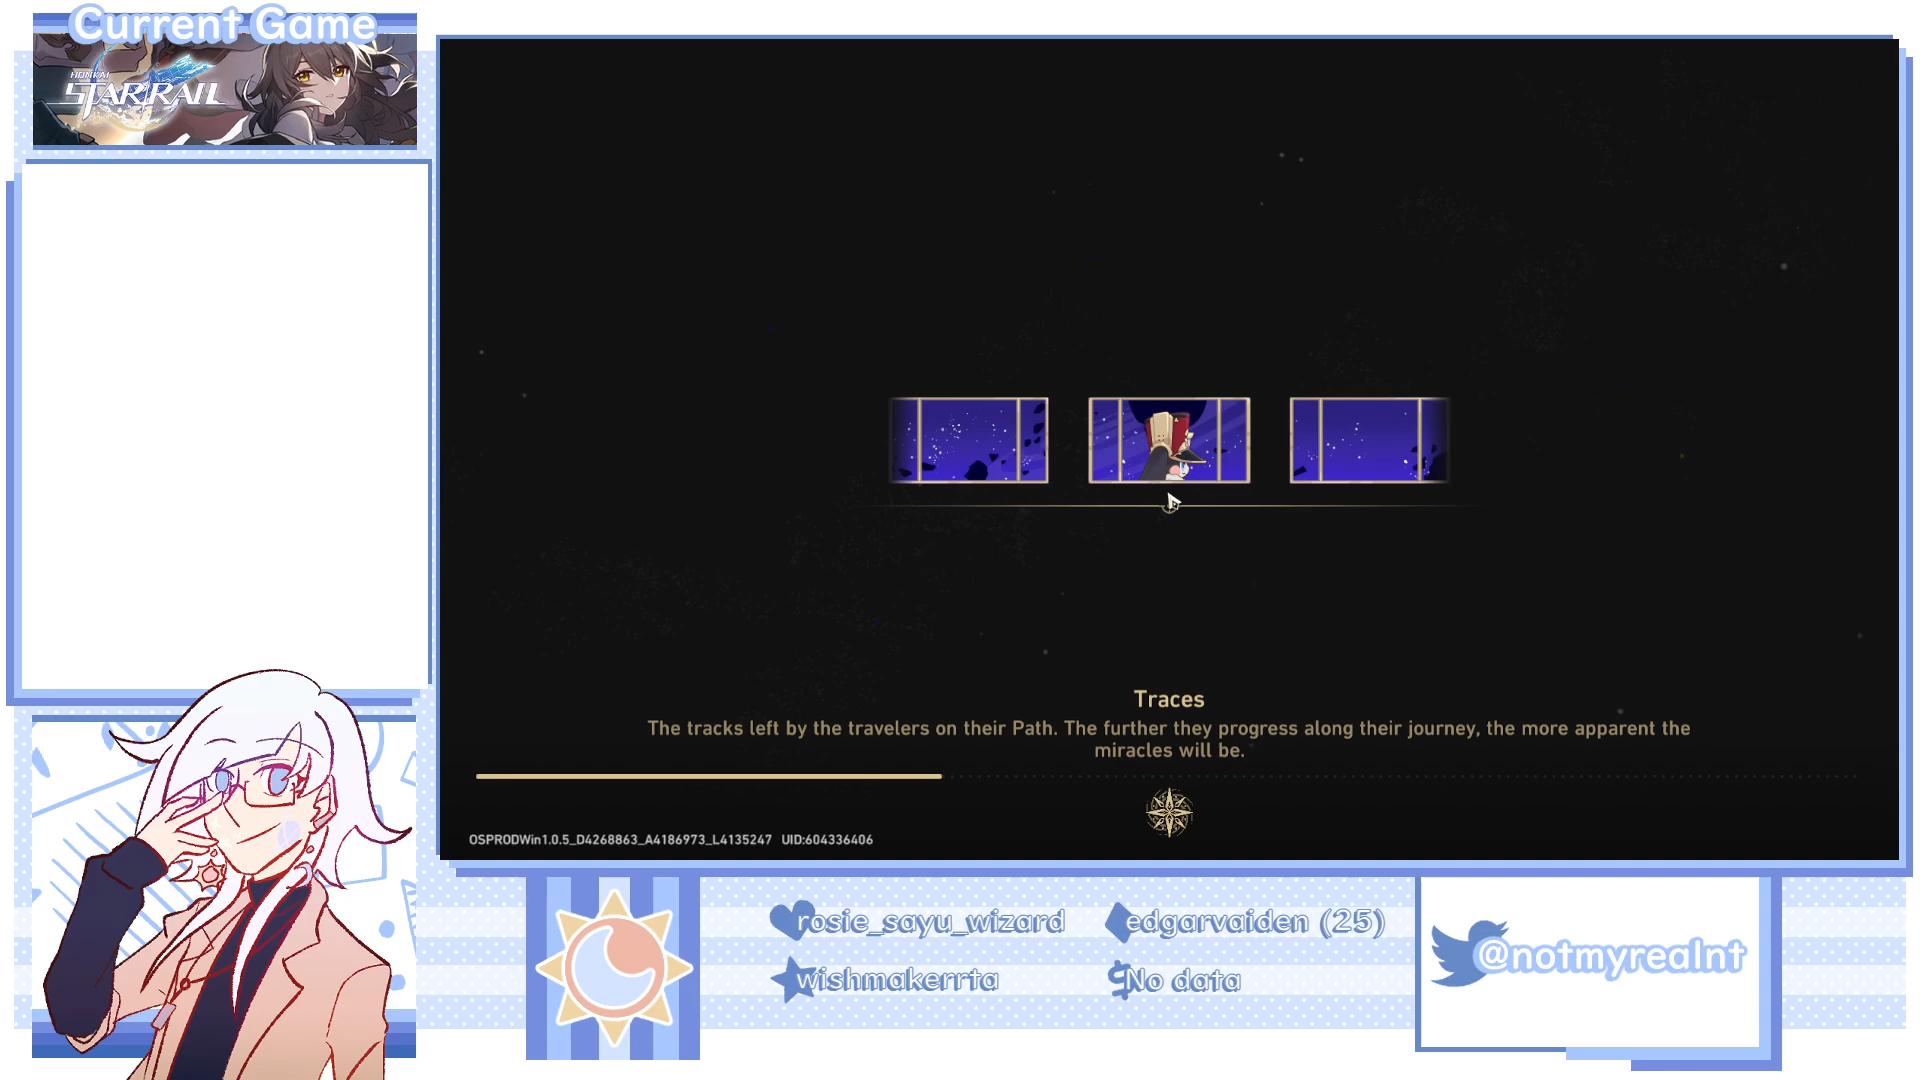 Current Game
HONKAI
STAR RAIL
Traces
The tracks left by the travelers on their Path. The further they progress along their journey, the more apparent the
miracles will be.
OSPRODWin1.0.5_D4268863_A4186973_L4135247 UID:604336406
rosie_sayu_wizard
edgarvaiden (25)
wishmakerrta
$No data
@notmyrealnt